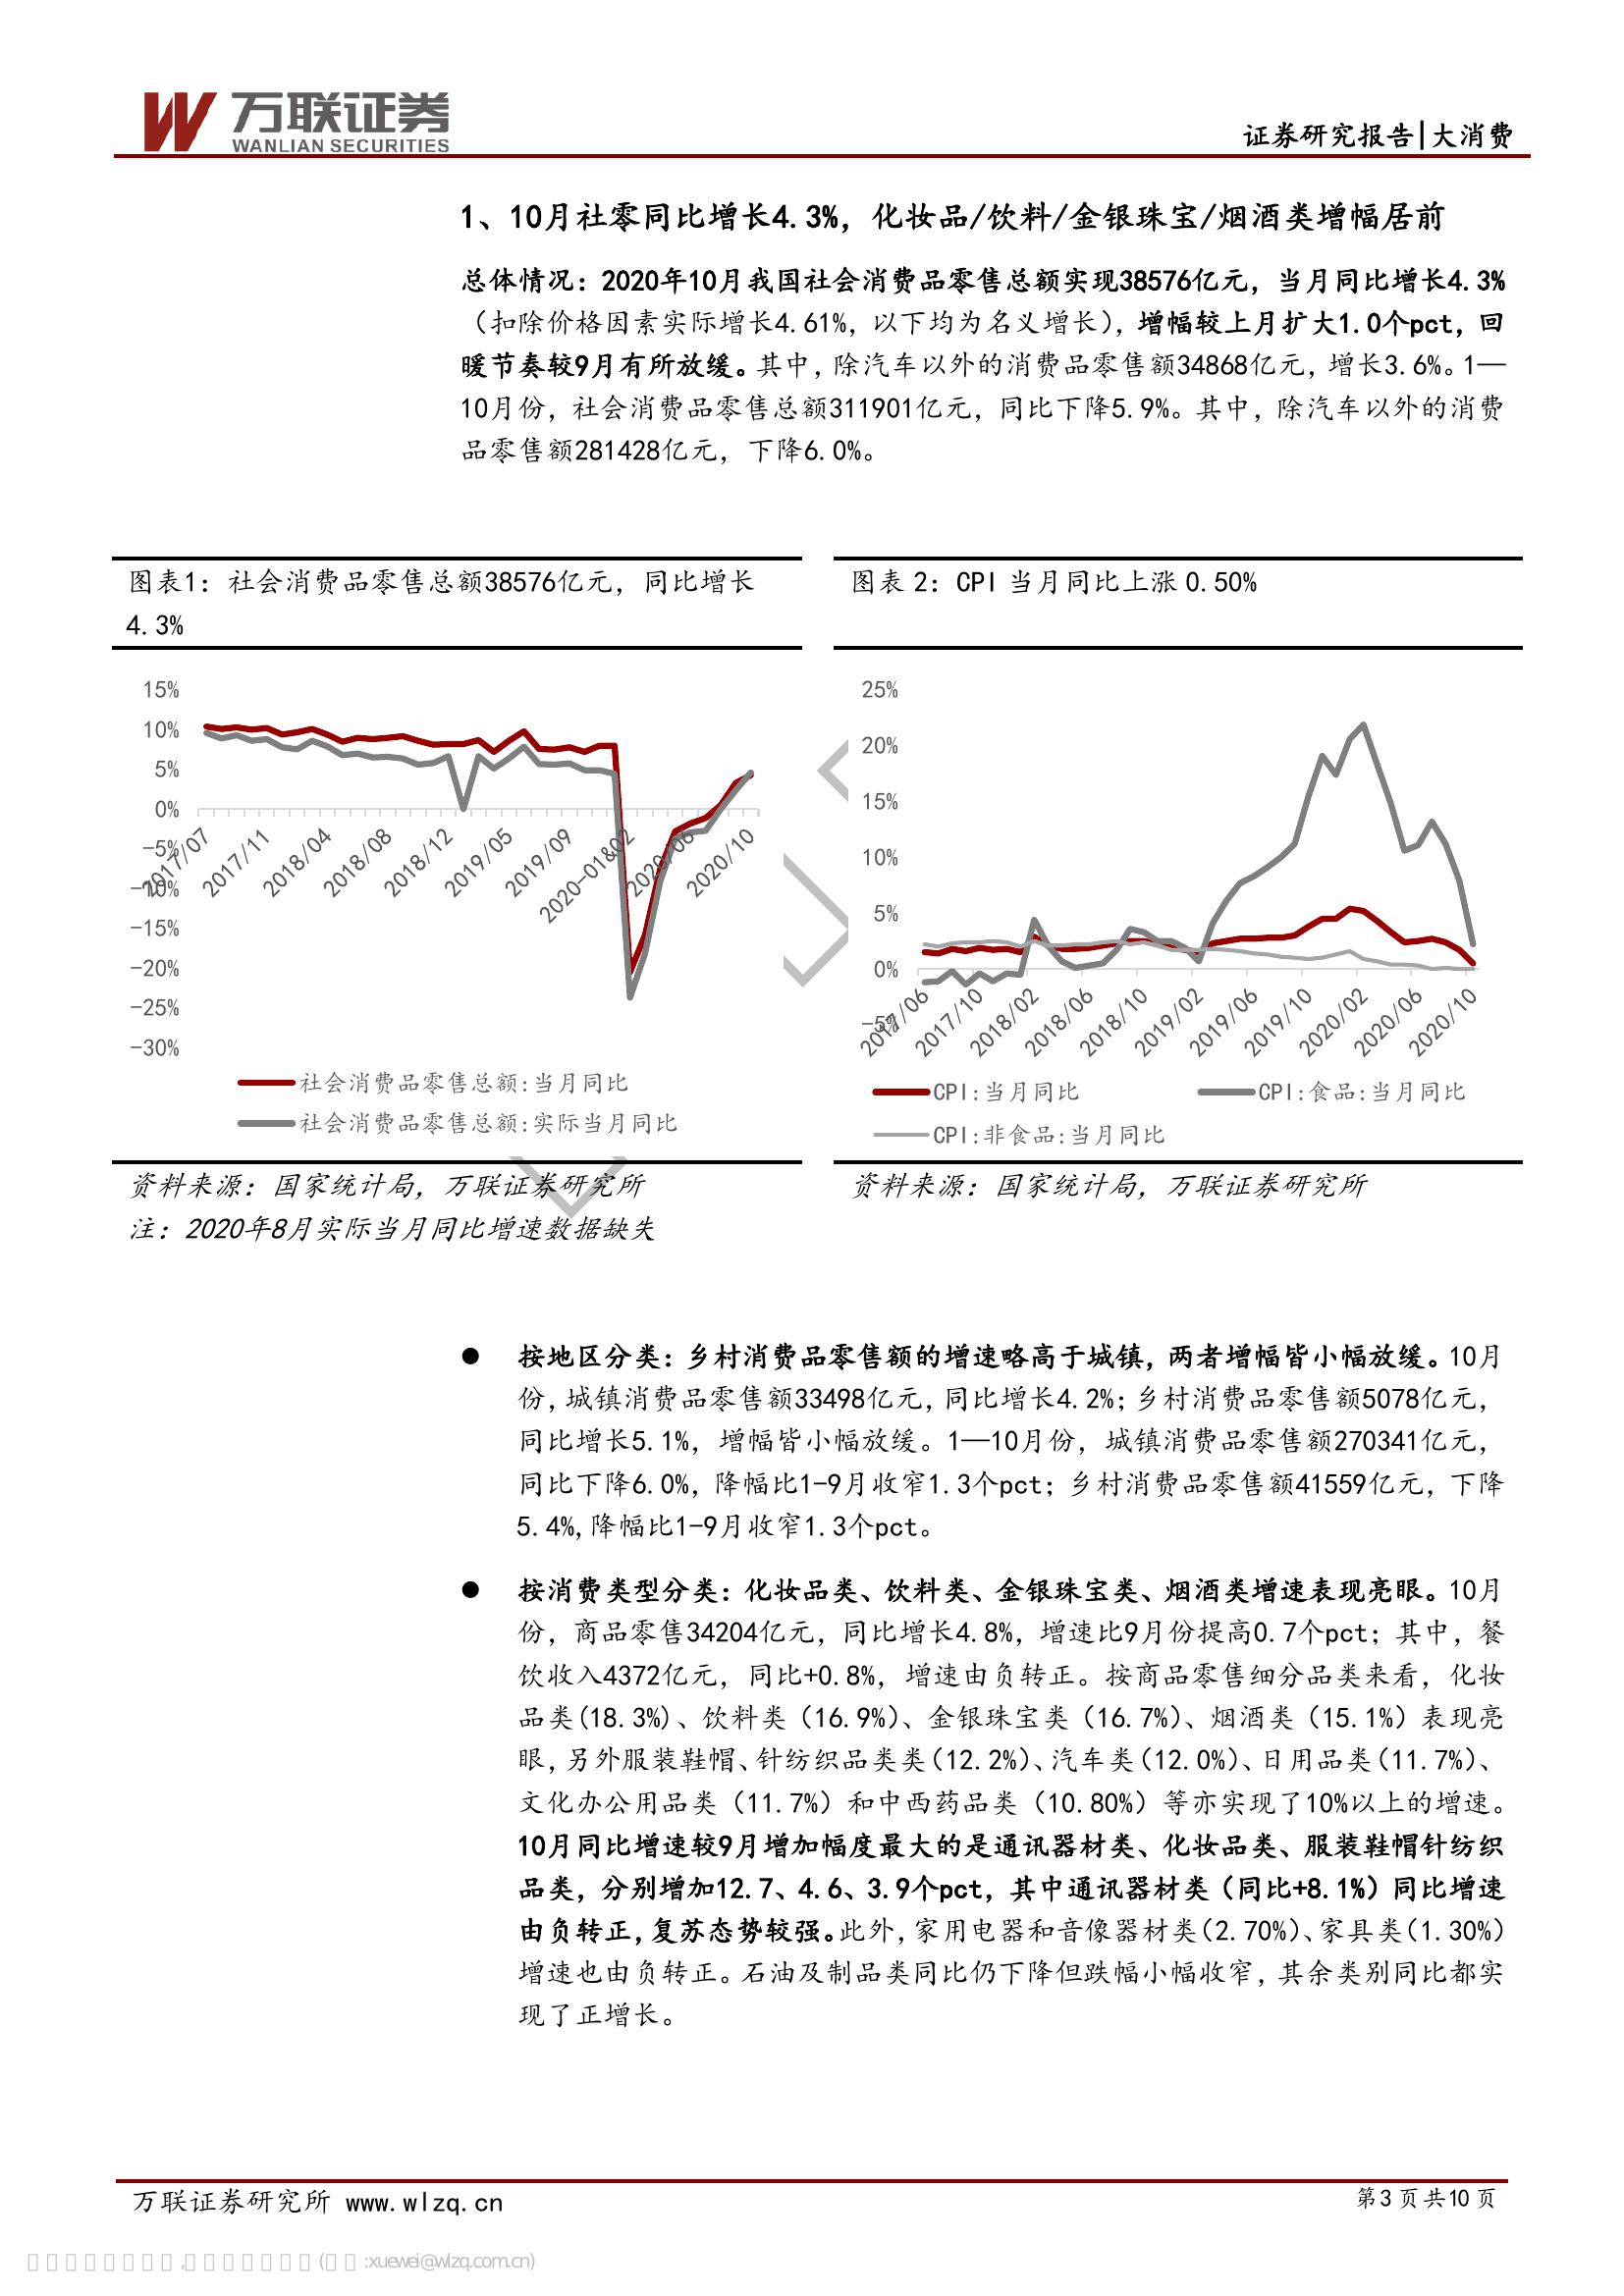 万联证券
WANLIAN SECURITIES
证券研究报告|大消费
1、10月社零同比增长4.3%，化妆品/饮料/金银珠宝/烟酒类增幅居前
总体情况：2020年10月我国社会消费品零售总额实现38576亿元，当月同比增长4.3%
（扣除价格因素实际增长4.61%，以下均为名义增长），增幅较上月扩大1.0个pct，回
暖节奏较9月有所放缓。其中，除汽车以外的消费品零售额34868亿元，增长3.6%。1—
10月份，社会消费品零售总额311901亿元，同比下降5.9%。其中，除汽车以外的消费
品零售额281428亿元，下降6.0%。
图表1：社会消费品零售总额38576亿元，同比增长
4.3%
15%
10%
5%
0%
-5%
-10%
-15%
-20%
-25%
-30%
2017/07
2017/11
2018/04
2018/08
2018/12
2019/05
2019/09
2020-01&02
2020/06
2020/10
社会消费品零售总额:当月同比
社会消费品零售总额:实际当月同比
资料来源：国家统计局，万联证券研究所
注：2020年8月实际当月同比增速数据缺失
图表 2：CPI 当月同比上涨 0.50%
25%
20%
15%
10%
5%
0%
-5%
2017/06
2017/10
2018/02
2018/06
2018/10
2019/02
2019/06
2019/10
2020/02
2020/06
2020/10
CPI:当月同比
CPI:食品:当月同比
CPI:非食品:当月同比
资料来源：国家统计局，万联证券研究所
● 按地区分类：乡村消费品零售额的增速略高于城镇，两者增幅皆小幅放缓。10月
份，城镇消费品零售额33498亿元，同比增长4.2%；乡村消费品零售额5078亿元，
同比增长5.1%，增幅皆小幅放缓。1—10月份，城镇消费品零售额270341亿元，
同比下降6.0%，降幅比1-9月收窄1.3个pct；乡村消费品零售额41559亿元，下降
5.4%,降幅比1-9月收窄1.3个pct。
● 按消费类型分类：化妆品类、饮料类、金银珠宝类、烟酒类增速表现亮眼。10月
份，商品零售34204亿元，同比增长4.8%，增速比9月份提高0.7个pct；其中，餐
饮收入4372亿元，同比+0.8%，增速由负转正。按商品零售细分品类来看，化妆
品类(18.3%)、饮料类（16.9%)、金银珠宝类（16.7%)、烟酒类（15.1%）表现亮
眼，另外服装鞋帽、针纺织品类类(12.2%)、汽车类(12.0%)、日用品类(11.7%)、
文化办公用品类（11.7%）和中西药品类（10.80%）等亦实现了10%以上的增速。
10月同比增速较9月增加幅度最大的是通讯器材类、化妆品类、服装鞋帽针纺织
品类，分别增加12.7、4.6、3.9个pct，其中通讯器材类（同比+8.1%）同比增速
由负转正，复苏态势较强。此外，家用电器和音像器材类(2.70%)、家具类(1.30%)
增速也由负转正。石油及制品类同比仍下降但跌幅小幅收窄，其余类别同比都实
现了正增长。
万联证券研究所 www.wlzq.cn
第 3 页 共 10 页
:xuewei@wlzq.com.cn)